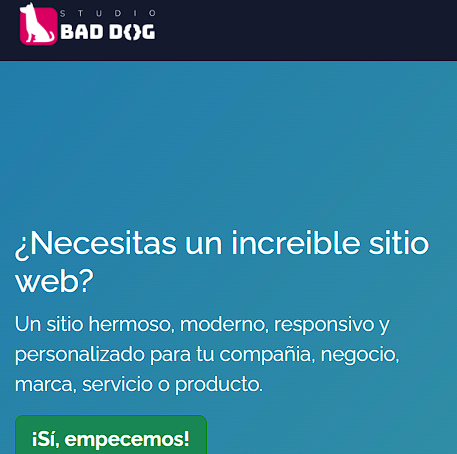 STUDIO
BAD DOG
¿Necesitas un increible sitio
web?
Un sitio hermoso, moderno, responsivo y
personalizado para tu compañia, negocio,
marca, servicio o producto.
¡Sí, empecemos!